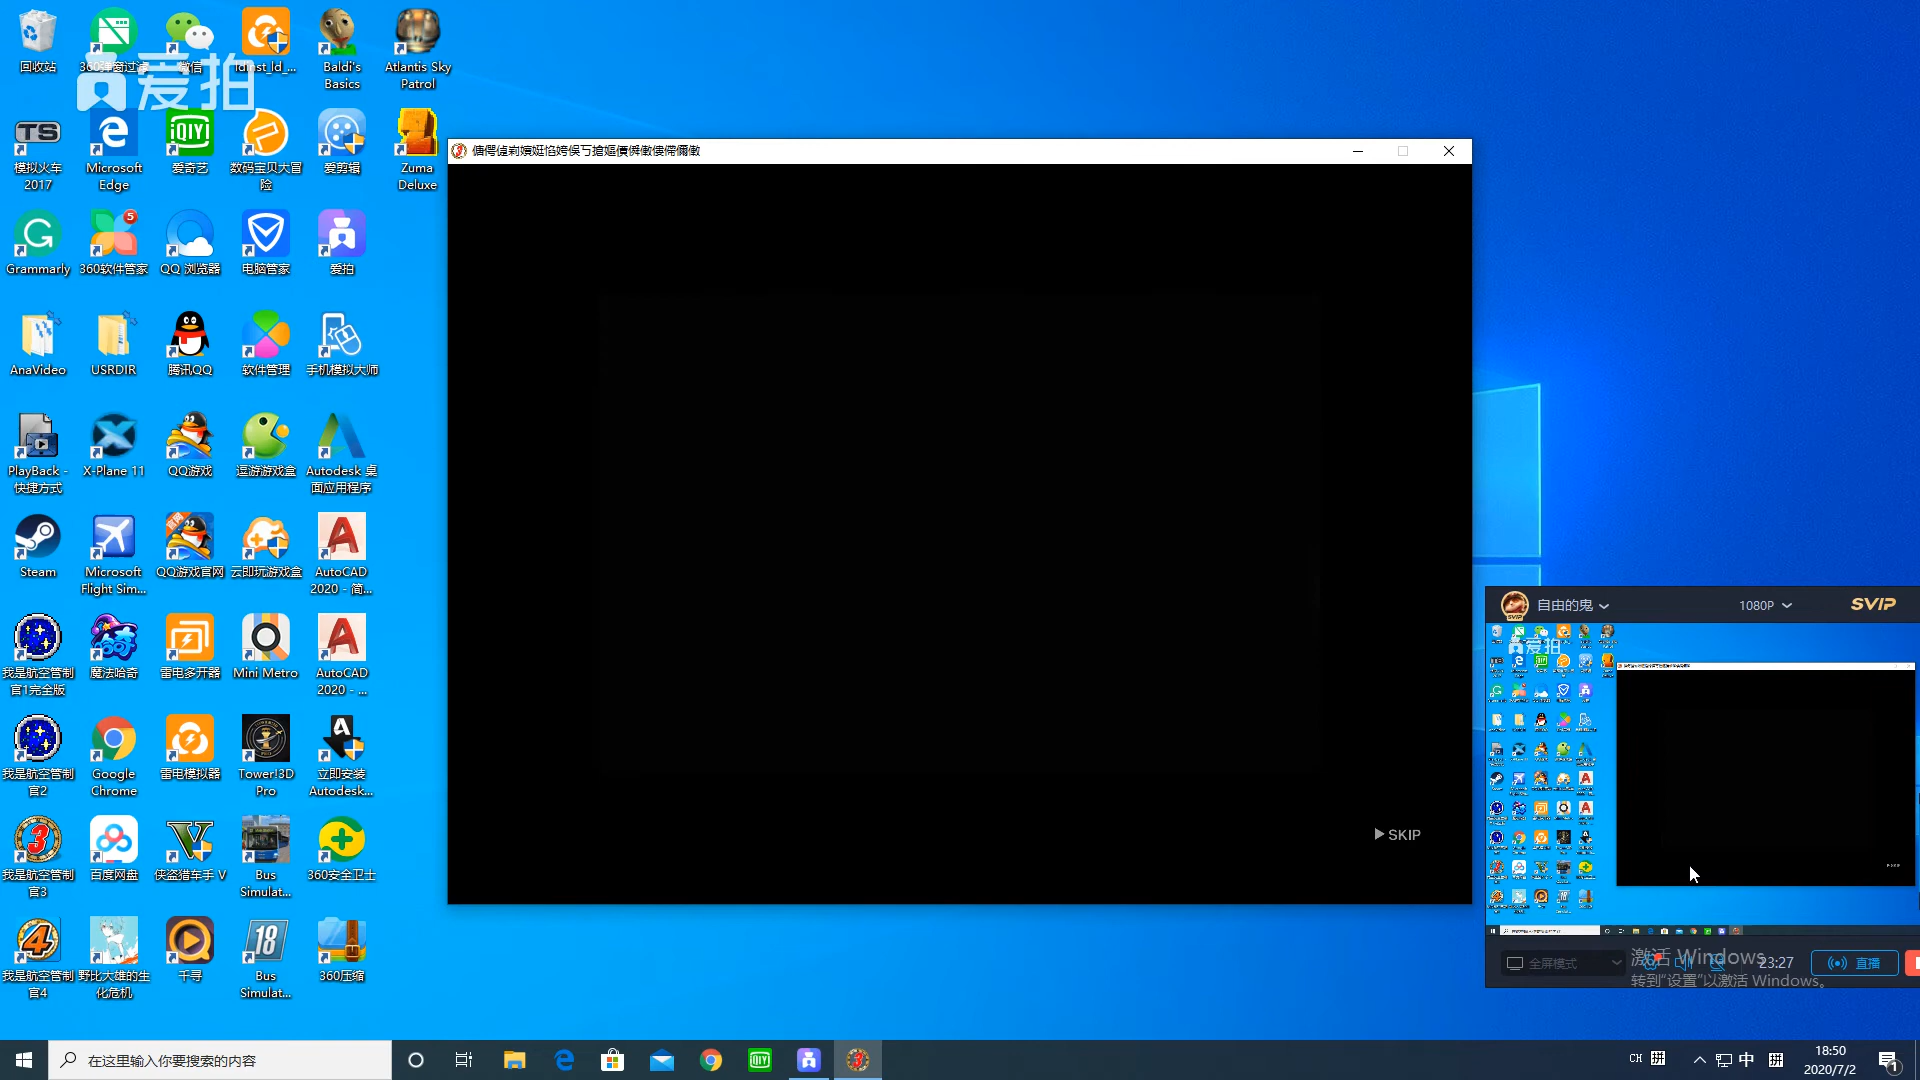 回收站
360弹窗过滤
微信
ldinst_ld_...
Baldi's
Basics
Atlantis Sky
Patrol
爱拍
模拟火车
2017
Microsoft
Edge
爱奇艺
数码宝贝大冒
险
爱剪辑
Zuma
Deluxe
Grammarly
360软件管家
QQ 浏览器
电脑管家
爱拍
AnaVideo
USRDIR
腾讯QQ
软件管理
手机模拟大师
PlayBack -
快捷方式
X-Plane 11
QQ游戏
逗游游戏盒
Autodesk 桌
面应用程序
Steam
Microsoft
Flight Sim...
QQ游戏官网
云即玩游戏盒
AutoCAD
2020 - 简...
我是航空管制
官1完全版
魔法哈奇
雷电多开器
Mini Metro
AutoCAD
2020 - ...
我是航空管制
官2
Google
Chrome
雷电模拟器
Tower!3D
Pro
立即安装
Autodesk...
我是航空管制
官3
百度网盘
侠盗猎车手 V
Bus
Simulat...
360安全卫士
我是航空管制
官4
野比大雄的生
化危机
千寻
Bus
Simulat...
360压缩
SKIP
自由的鬼
1080P
SVIP
全屏模式
23:27
直播
激活 Windows
转到“设置”以激活 Windows。
在这里输入你要搜索的内容
CH
拼
中
拼
18:50
2020/7/2
1